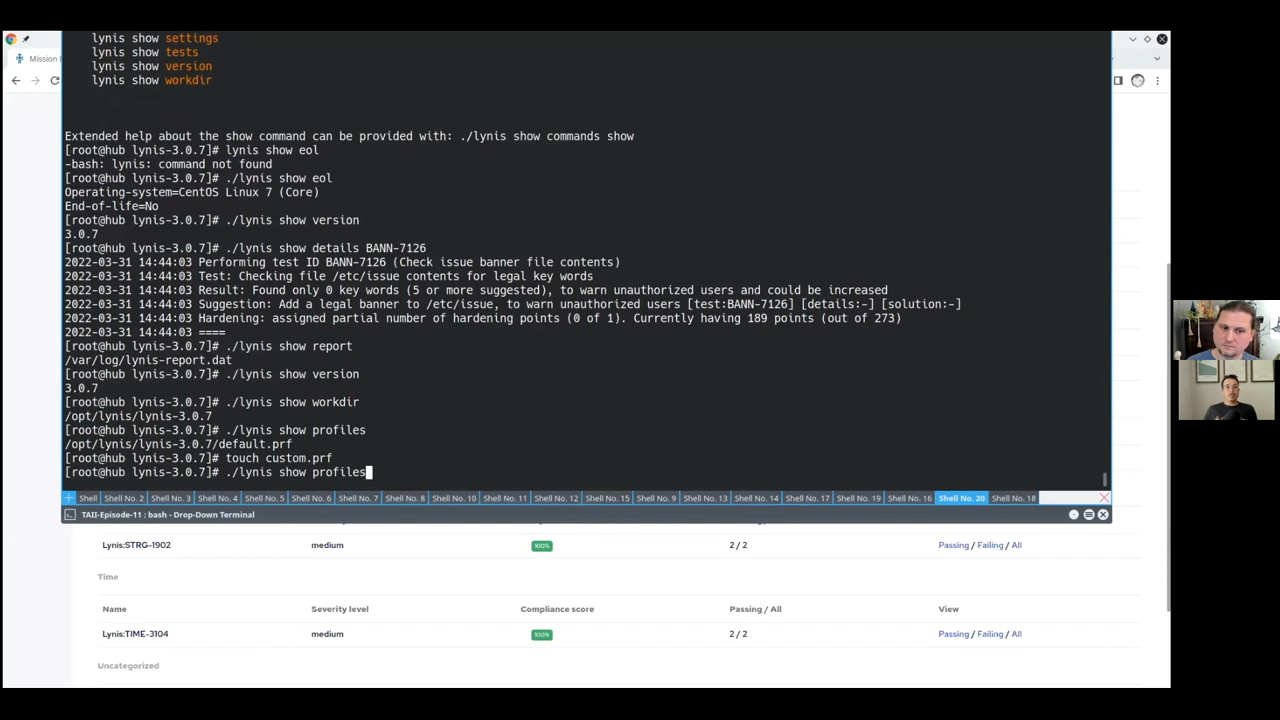 lynis show settings
Mission
lynis show tests
lynis show version
lynis show workdir
Extended help about the show command can be provided with: ./lynis show commands show
[root@hub lynis-3.0.7]# lynis show eol
-bash: lynis: command not found
[root@hub lynis-3.0.7]# ./lynis show eol
Operating-system=CentOS Linux 7 (Core)
End-of-life=No
[root@hub lynis-3.0.7]# ./lynis show version
3.0.7
[root@hub lynis-3.0.7]# ./lynis show details BANN-7126
2022-03-31 14:44:03 Performing test ID BANN-7126 (Check issue banner file contents)
2022-03-31 14:44:03 Test: Checking file /etc/issue contents for legal key words
2022-03-31 14:44:03 Result: Found only 0 key words (5 or more suggested), to warn unauthorized users and could be increased
2022-03-31 14:44:03 Suggestion: Add a legal banner to /etc/issue, to warn unauthorized users [test:BANN-7126] [details:-] [solution:-]
2022-03-31 14:44:03 Hardening: assigned partial number of hardening points (0 of 1). Currently having 189 points (out of 273)
2022-03-31 14:44:03 ====
[root@hub lynis-3.0.7]# ./lynis show report
/var/log/lynis-report.dat
[root@hub lynis-3.0.7]# ./lynis show version
3.0.7
[root@hub lynis-3.0.7]# ./lynis show workdir
/opt/lynis/lynis-3.0.7
[root@hub lynis-3.0.7]# ./lynis show profiles
/opt/lynis/lynis-3.0.7/default.prf
[root@hub lynis-3.0.7]# touch custom.prf
[root@hub lynis-3.0.7]# ./lynis show profiles
Shell Shell No. 2 Shell No. 3 Shell No. 4 Shell No. 5 Shell No. 6 Shell No. 7 Shell No. 8 Shell No. 10 Shell No. 11 Shell No. 12 Shell No. 15 Shell No. 9 Shell No. 13 Shell No. 14 Shell No. 17 Shell No. 19 Shell No. 16 Shell No. 20 Shell No. 18
TAII-Episode-11 : bash - Drop-Down Terminal
Lynis:STRG-1902 medium 100% 2 / 2 Passing / Failing / All
Time
Name Severity level Compliance score Passing / All View
Lynis:TIME-3104 medium 100% 2 / 2 Passing / Failing / All
Uncategorized